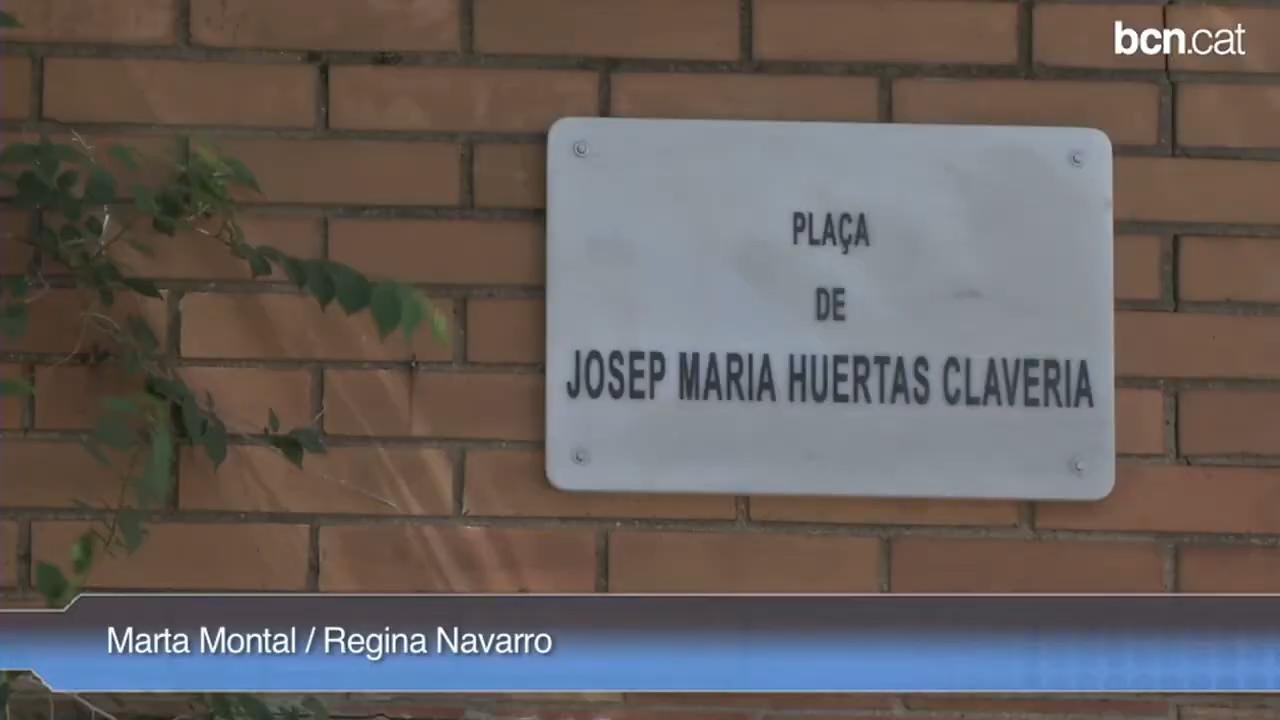 bcn.cat
PLAÇA
DE
JOSEP MARIA HUERTAS CLAVERIA
Marta Montal / Regina Navarro